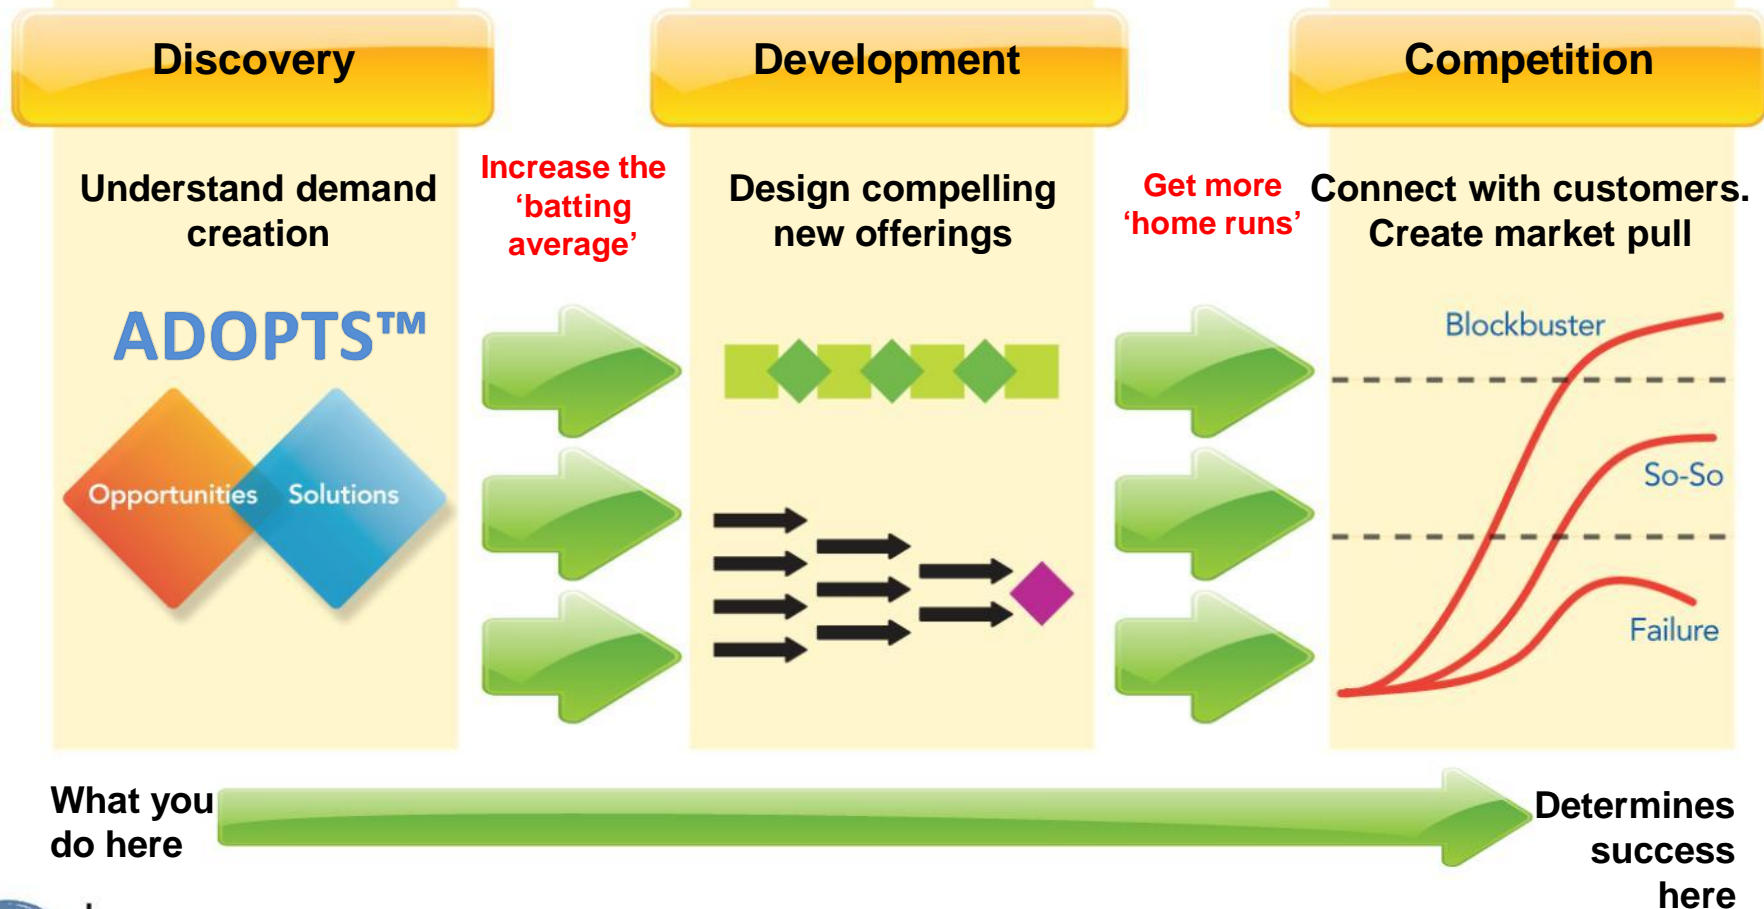 Discovery
Development
Competition
Understand demand
creation
Increase the
‘batting
average’
Design compelling
new offerings
Get more
‘home runs’
Connect with customers.
Create market pull
ADOPTS™
Opportunities
Solutions
Blockbuster
So-So
Failure
What you
do here
Determines
success
here